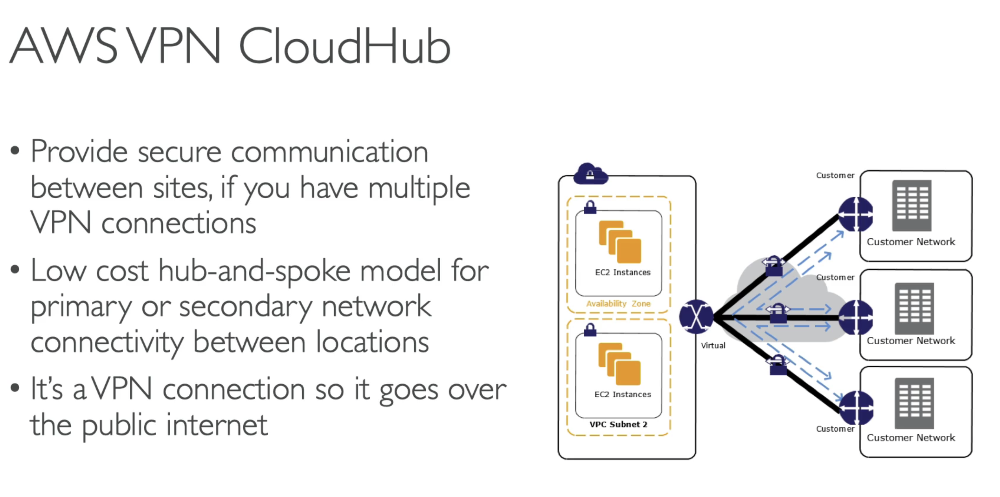 AWS VPN CloudHub
• Provide secure communication
between sites, if you have multiple
VPN connections
• Low cost hub-and-spoke model for
primary or secondary network
connectivity between locations
• It’s a VPN connection so it goes over
the public internet
EC2 Instances
Availability Zone
EC2 Instances
VPC Subnet 2
Virtual
Customer
Customer Network
Customer
Customer Network
Customer
Customer Network